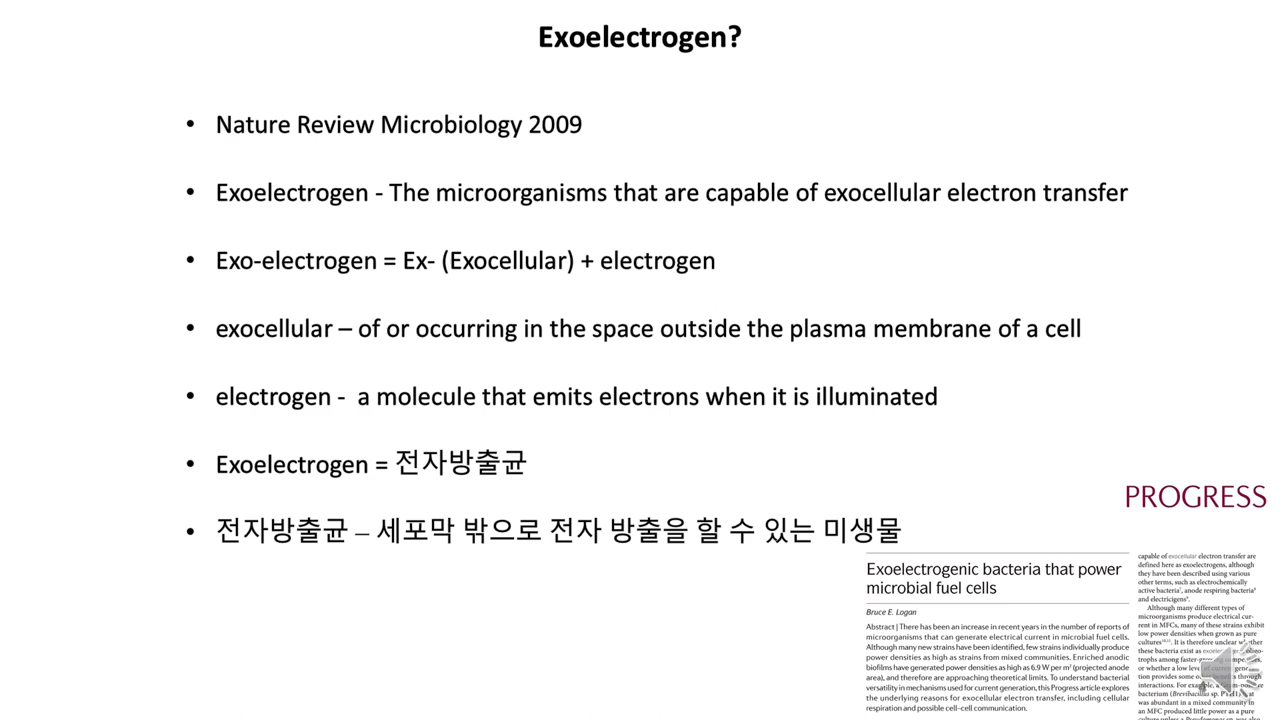 Exoelectrogen?
• Nature Review Microbiology 2009
• Exoelectrogen - The microorganisms that are capable of exocellular electron transfer
• Exo-electrogen = Ex- (Exocellular) + electrogen
• exocellular – of or occurring in the space outside the plasma membrane of a cell
• electrogen - a molecule that emits electrons when it is illuminated
• Exoelectrogen = 전자방출균
• 전자방출균 – 세포막 밖으로 전자 방출을 할 수 있는 미생물
PROGRESS
Exoelectrogenic bacteria that power
microbial fuel cells
Bruce E. Logan
Abstract | There has been an increase in recent years in the number of reports of
microorganisms that can generate electrical current in microbial fuel cells.
Although many new strains have been identified, few strains individually produce
power densities as high as strains from mixed communities. Enriched anodic
biofilms have generated power densities as high as 6.9 W per m² (projected anode
area), and therefore are approaching theoretical limits. To understand bacterial
versatility in mechanisms used for current generation, this Progress article explores
the underlying reasons for exocellular electron transfer, including cellular
respiration and possible cell–cell communication.
capable of exocellular electron transfer are
defined here as exoelectrogens, although
they have been described using various
other terms, such as electrochemically
active bacteria, anode respiring bacteria
and electricigens.
Although many different types of
microorganisms produce electrical cur-
rent in MFCs, many of these strains exhibit
low power densities when grown as pure
cultures. It is therefore unclear whether
these bacteria exist as
trophs among faster-
or whether a low level of current
tion provides some through
interactions. For example, a
bacterium (Brevibacillus sp.
was abundant in a mixed community in
an MFC produced little power as a pure